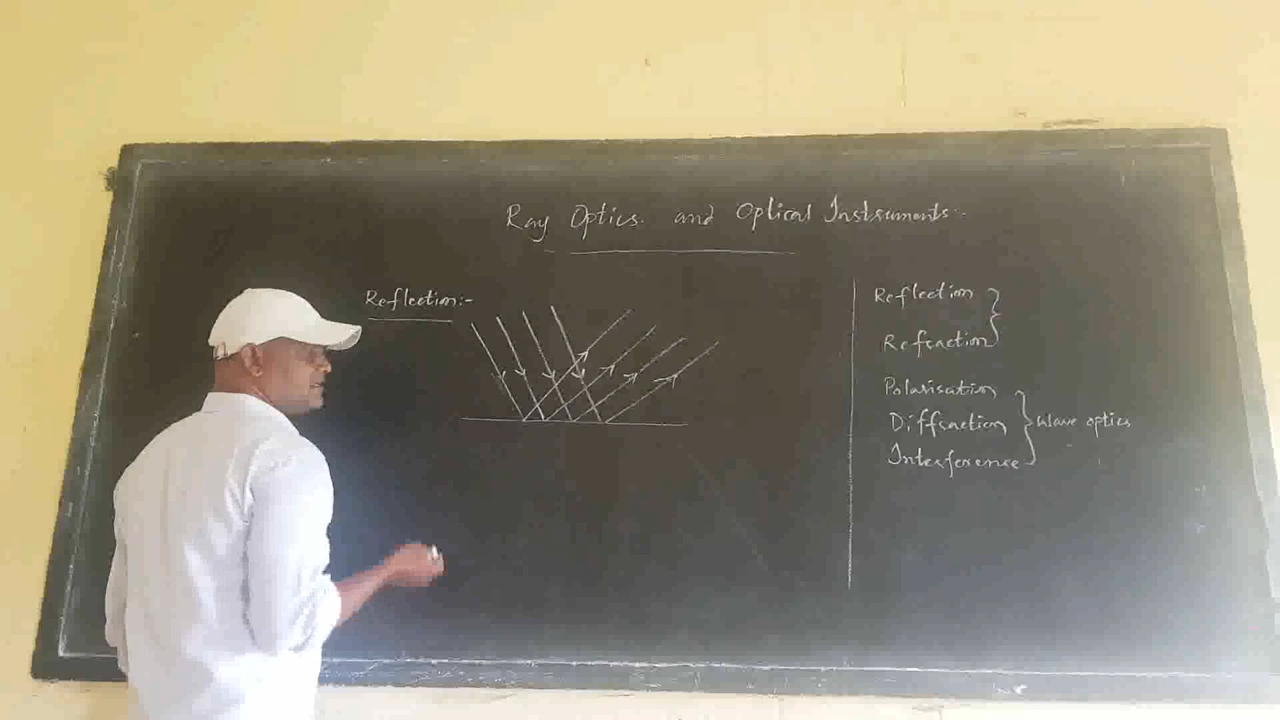 Ray Optics. and Optical Instruments:-
Reflection:-
Reflection
Refraction
Polarisation
Diffraction
Interference
Wave optics